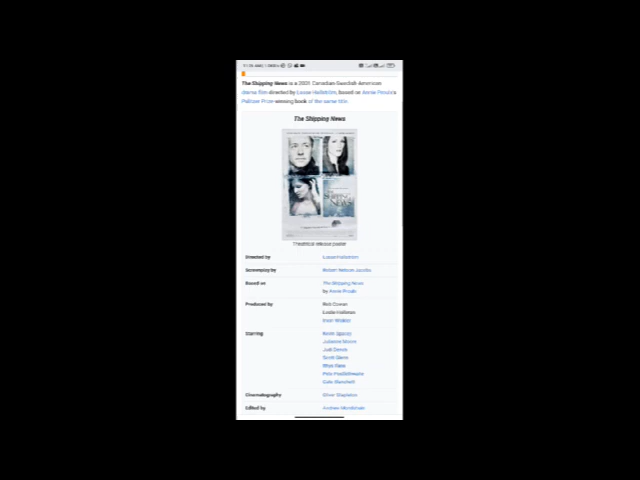 The Shipping News is a 2001 Canadian-Swedish-American
drama film directed by Lasse Hallström, based on Annie Proulx's
Pulitzer Prize-winning book of the same title.
The Shipping News
Theatrical release poster
Directed by Lasse Hallström
Screenplay by Robert Nelson Jacobs
Based on The Shipping News
by Annie Proulx
Produced by Rob Cowan
Leslie Holleran
Irwin Winkler
Starring Kevin Spacey
Julianne Moore
Judi Dench
Scott Glenn
Rhys Ifans
Pete Postlethwaite
Cate Blanchett
Cinematography Oliver Stapleton
Edited by Andrew Mondshein